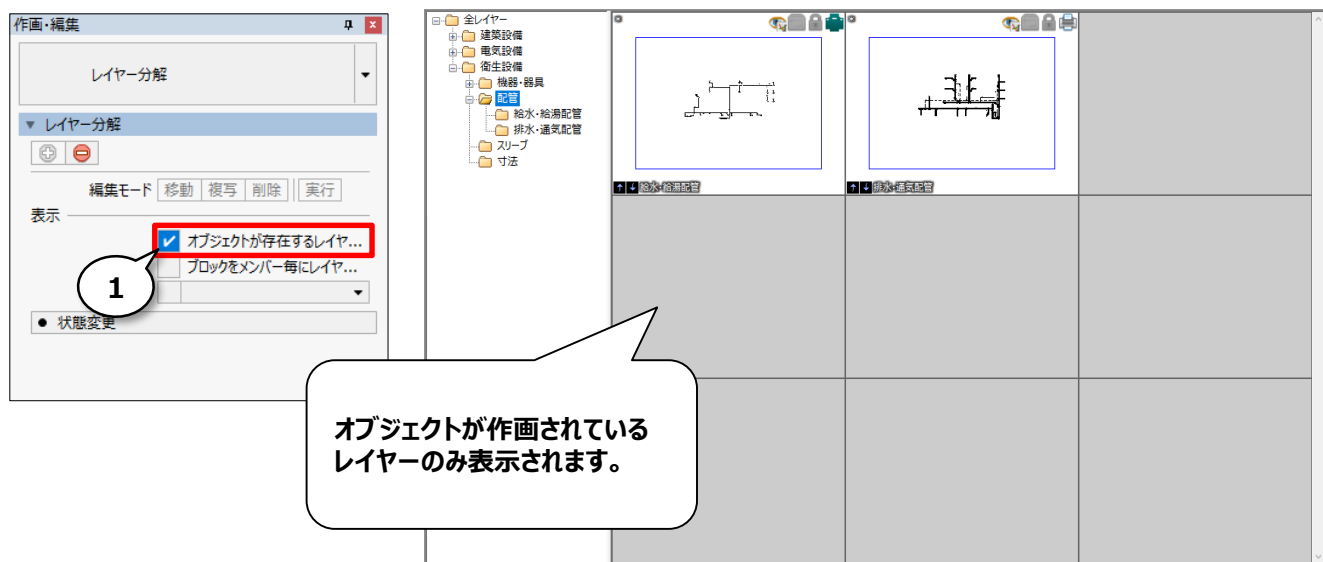 作画・編集
レイヤー分解
レイヤー分解
編集モード 移動 複写 削除 実行
表示
オブジェクトが存在するレイヤ...
ブロックをメンバー毎にレイヤ...
1
状態変更
全レイヤー
建築設備
電気設備
衛生設備
機器・器具
配管
給水・給湯配管
排水・通気配管
スリーブ
寸法
給水・給湯配管
排水・通気配管
オブジェクトが作画されている
レイヤーのみ表示されます。